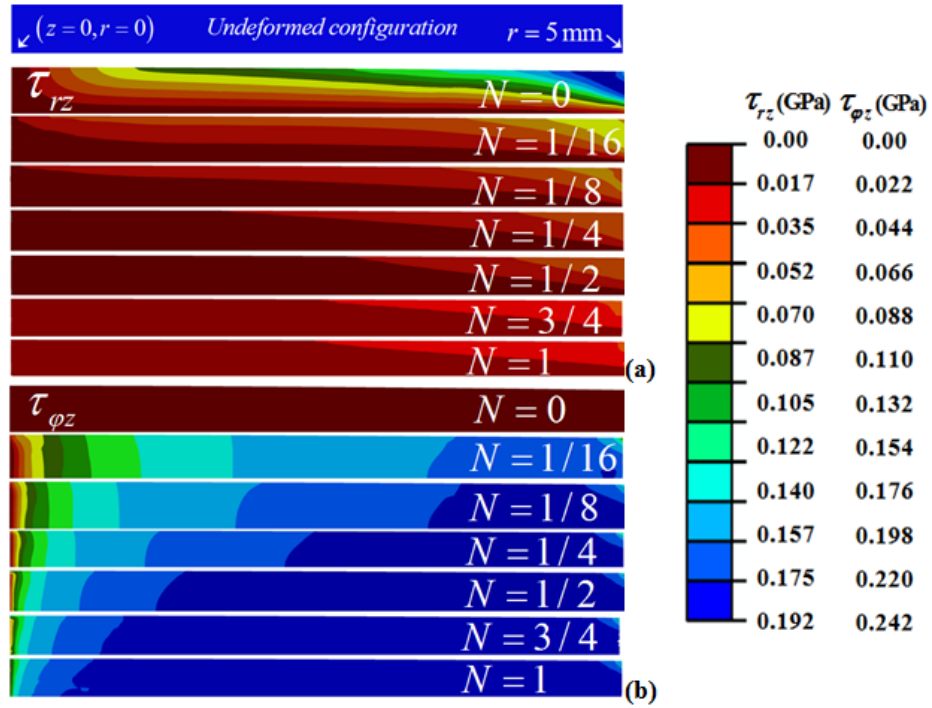 (z=0, r=0) Undeformed configuration r = 5 mm
τrz N = 0
N = 1/16
N = 1/8
N = 1/4
N = 1/2
N = 3/4
N = 1
(a)
τφz N = 0
N = 1/16
N = 1/8
N = 1/4
N = 1/2
N = 3/4
N = 1
(b)
τrz (GPa) τφz (GPa)
0.00 0.00
0.017 0.022
0.035 0.044
0.052 0.066
0.070 0.088
0.087 0.110
0.105 0.132
0.122 0.154
0.140 0.176
0.157 0.198
0.175 0.220
0.192 0.242